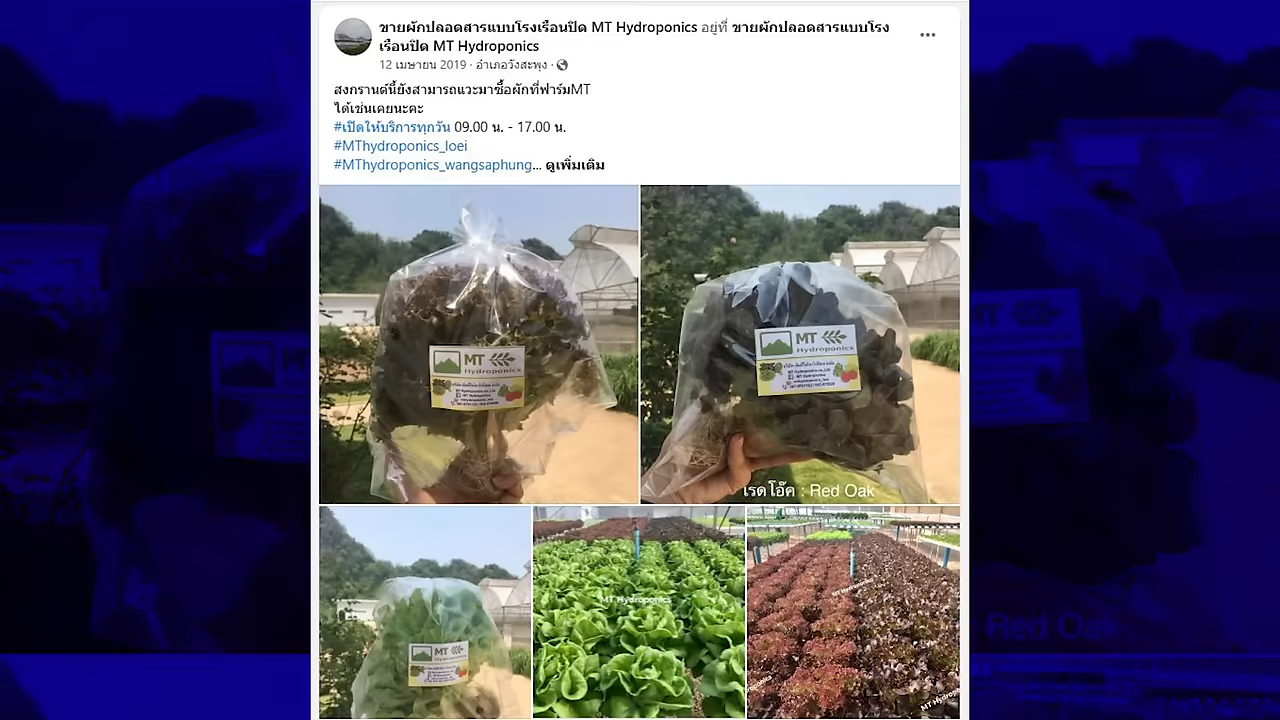 ขายผักปลอดสารแบบโรงเรือนปิด MT Hydroponics อยู่ที่ ขายผักปลอดสารแบบโรง
เรือนปิด MT Hydroponics
12 เมษายน 2019 · อำเภอวังสะพุง ·
สงกรานต์นี้ยังสามารถแวะมาซื้อผักที่ฟาร์มMT
ได้เช่นเคยนะคะ
#เปิดให้บริการทุกวัน 09.00 น. - 17.00 น.
#MThydroponics_loei
#MThydroponics_wangsaphung... ดูเพิ่มเติม
MT
Hydroponics
MT
Hydroponics
เรดโอ๊ค : Red Oak
MT
Hydroponics
MT Hydroponics
Red Oak